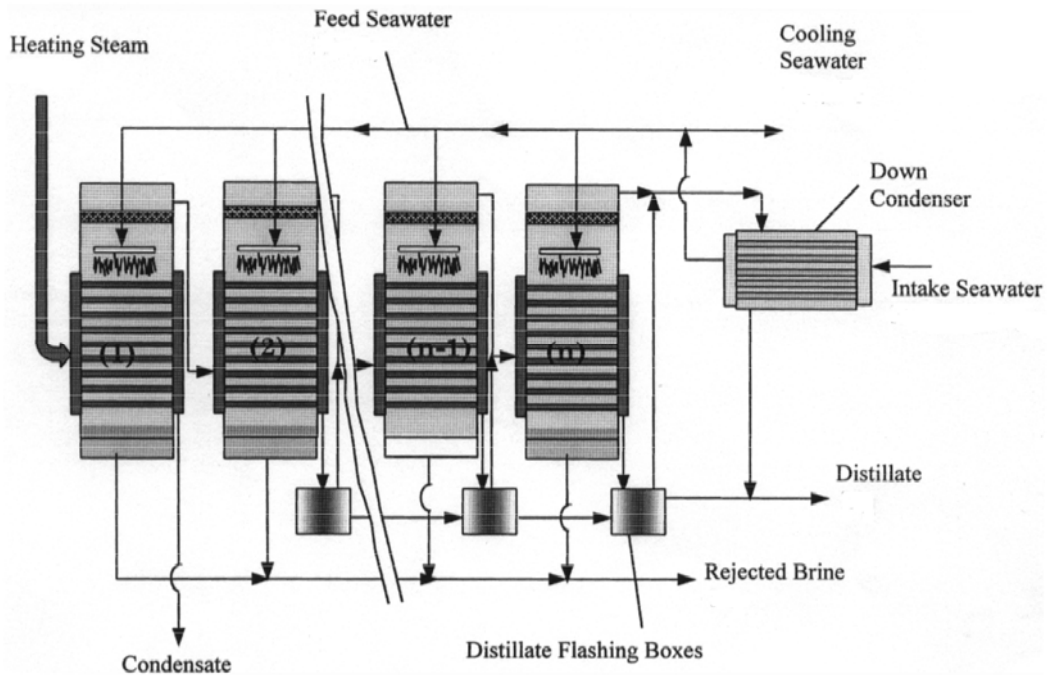 Feed Seawater
Heating Steam
Cooling
Seawater
Down
Condenser
Intake Seawater
(1)
(2)
(n-1)
(n)
Distillate
Rejected Brine
Distillate Flashing Boxes
Condensate